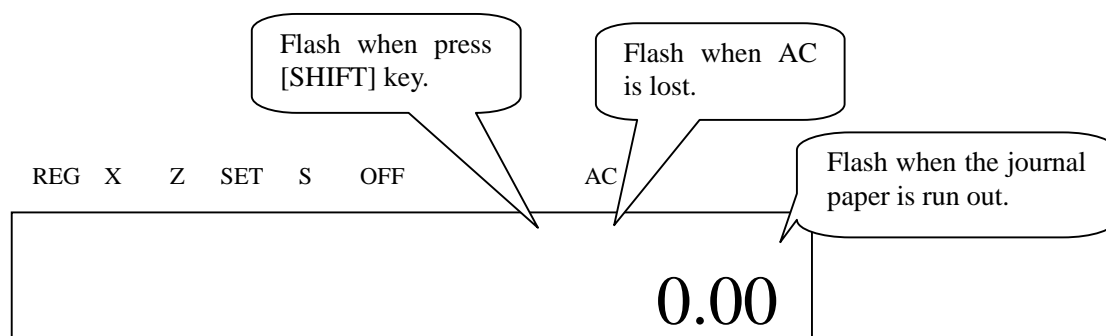 Flash when press
[SHIFT] key.
Flash when AC
is lost.
Flash when the journal
paper is run out.
REG X Z SET S OFF AC
0.00